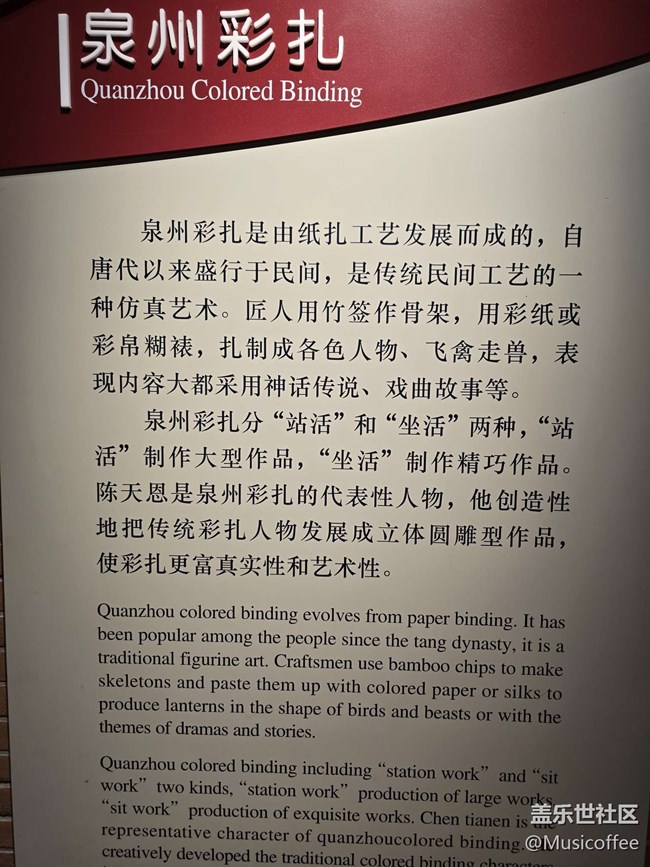 泉州彩扎
Quanzhou Colored Binding
泉州彩扎是由纸扎工艺发展而成的，自
唐代以来盛行于民间，是传统民间工艺的一
种仿真艺术。匠人用竹签作骨架，用彩纸或
彩帛糊裱，扎制成各色人物、飞禽走兽，表
现内容大都采用神话传说、戏曲故事等。
泉州彩扎分“站活”和“坐活”两种，“站
活”制作大型作品，“坐活”制作精巧作品。
陈天恩是泉州彩扎的代表性人物，他创造性
地把传统彩扎人物发展成立体圆雕型作品，
使彩扎更富真实性和艺术性。
Quanzhou colored binding evolves from paper binding. It has
been popular among the people since the tang dynasty, it is a
traditional figurine art. Craftsmen use bamboo chips to make
skeletons and paste them up with colored paper or silks to
produce lanterns in the shape of birds and beasts or with the
themes of dramas and stories.
Quanzhou colored binding including “station work” and “sit
work” two kinds, “station work” production of large works,
“sit work” production of exquisite works. Chen tianen is the
representative character of quanzhoucolored binding.
creatively developed the traditional colored binding characters
盖乐世社区
@Musicoffee